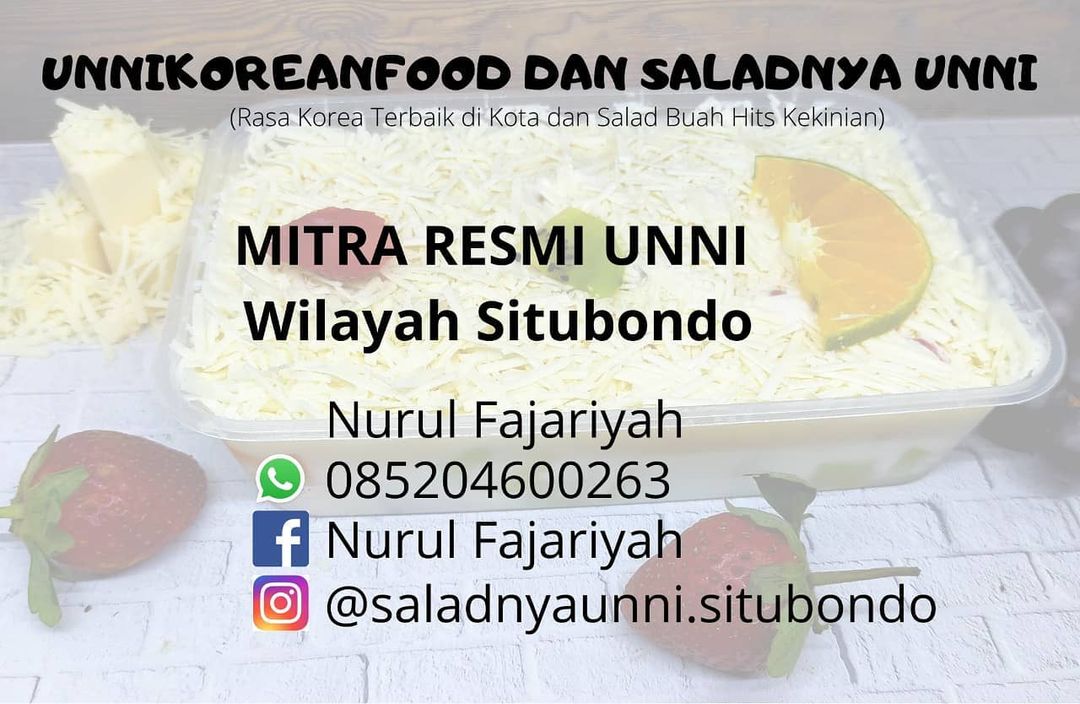 UNNIKOREANFOOD DAN SALADNYA UNNI
(Rasa Korea Terbaik di Kota dan Salad Buah Hits Kekinian)
MITRA RESMI UNNI
Wilayah Situbondo
Nurul Fajariyah
085204600263
Nurul Fajariyah
@saladnyaunni.situbondo